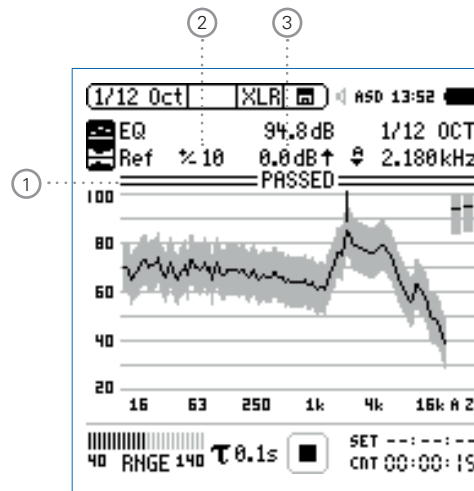 2 3
1/12 Oct XLR ASD 13:52
EQ 94.8dB 1/12 OCT
Ref % 10 0.0dB↑ 2.180kHz
1
PASSED
100
80
60
40
20
16 63 250 1k 4k 16k A Z
40 RNGE 140 τ0.1s
SET --:--:--
CNT 00:00:15